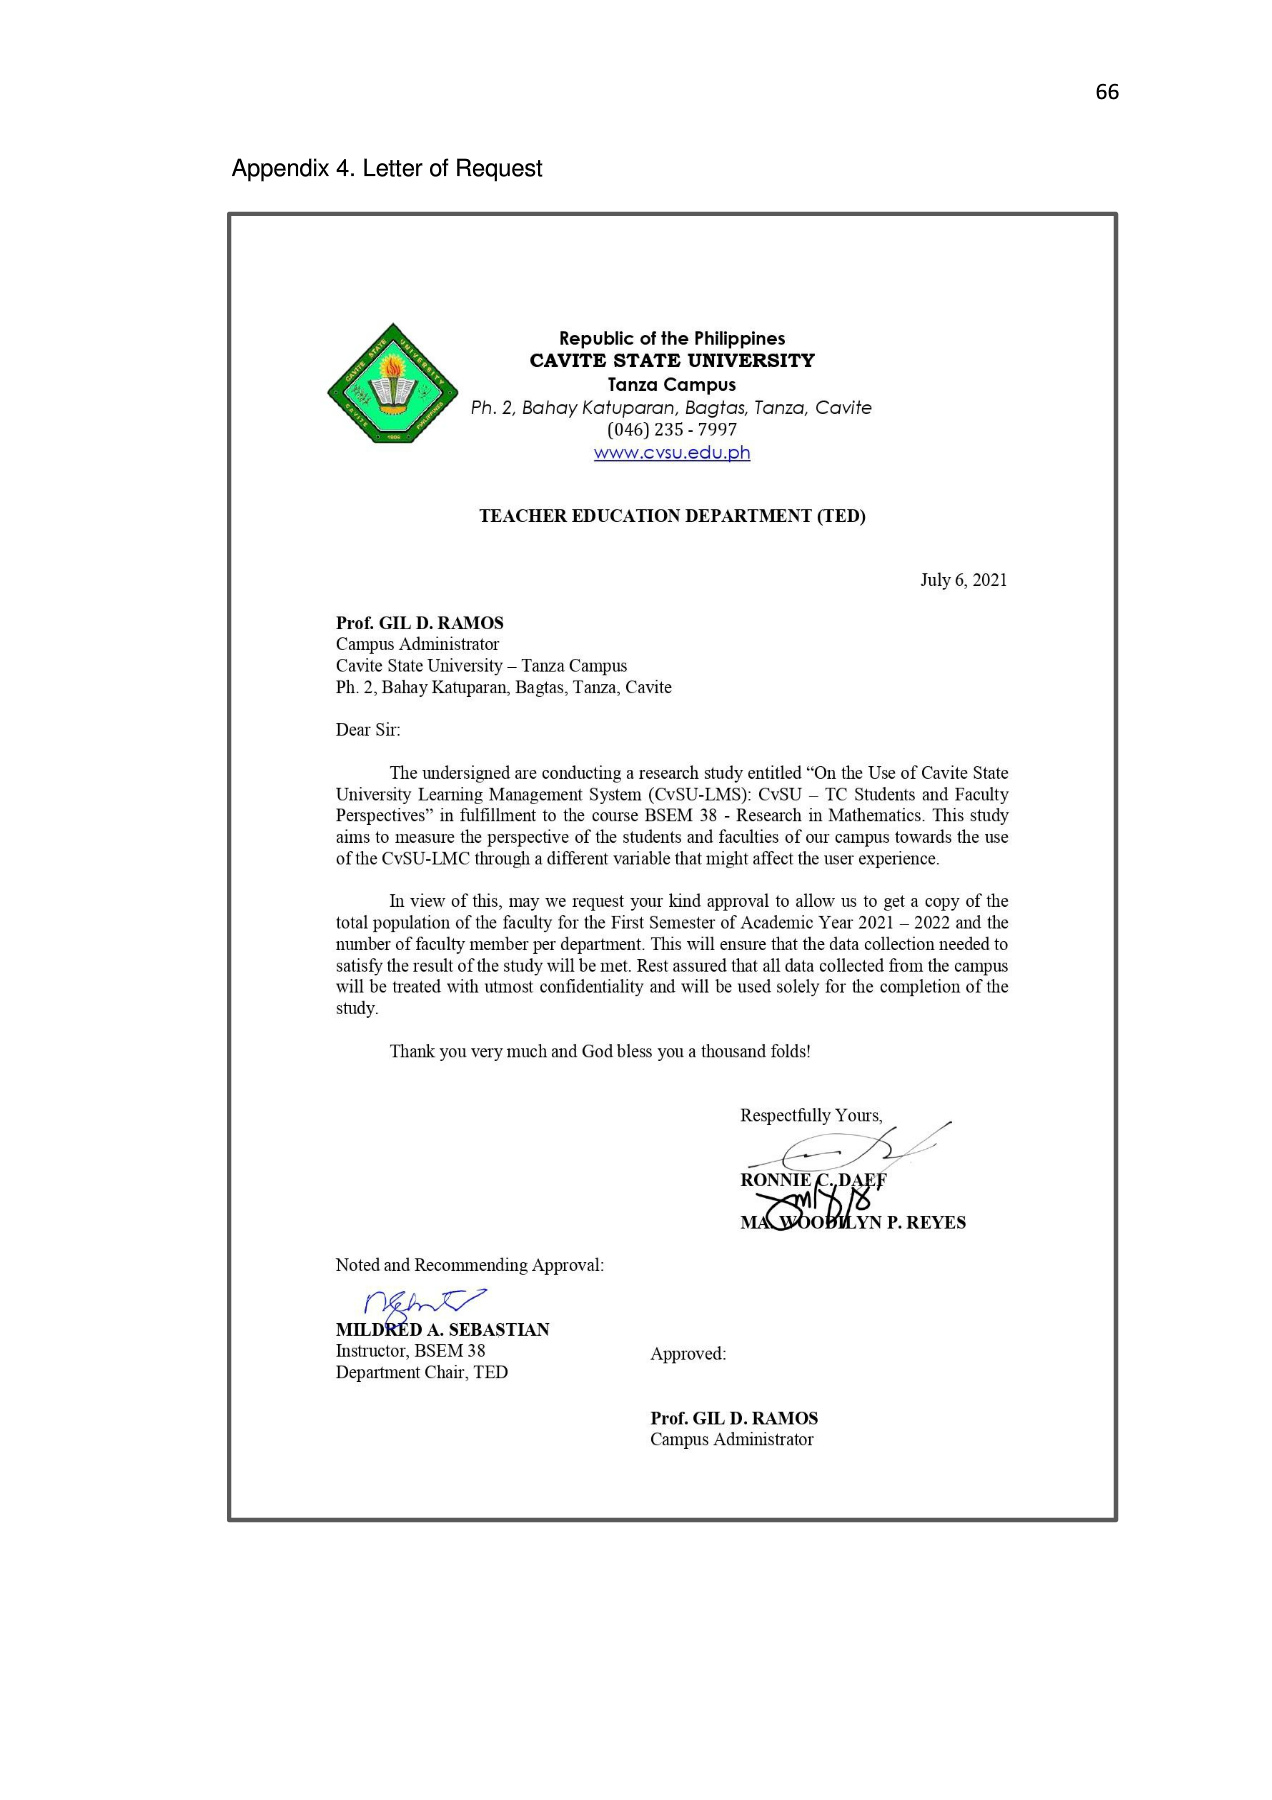 66
Appendix 4. Letter of Request
CAVITE STATE UNIVERSITY
CAVITE
PHILIPPINES
1906
Republic of the Philippines
CAVITE STATE UNIVERSITY
Tanza Campus
Ph. 2, Bahay Katuparan, Bagtas, Tanza, Cavite
(046) 235 - 7997
www.cvsu.edu.ph
TEACHER EDUCATION DEPARTMENT (TED)
July 6, 2021
Prof. GIL D. RAMOS
Campus Administrator
Cavite State University – Tanza Campus
Ph. 2, Bahay Katuparan, Bagtas, Tanza, Cavite
Dear Sir:
The undersigned are conducting a research study entitled “On the Use of Cavite State
University Learning Management System (CvSU-LMS): CvSU – TC Students and Faculty
Perspectives” in fulfillment to the course BSEM 38 - Research in Mathematics. This study
aims to measure the perspective of the students and faculties of our campus towards the use
of the CvSU-LMC through a different variable that might affect the user experience.
In view of this, may we request your kind approval to allow us to get a copy of the
total population of the faculty for the First Semester of Academic Year 2021 – 2022 and the
number of faculty member per department. This will ensure that the data collection needed to
satisfy the result of the study will be met. Rest assured that all data collected from the campus
will be treated with utmost confidentiality and will be used solely for the completion of the
study.
Thank you very much and God bless you a thousand folds!
Respectfully Yours,
RONNIE C. DAEF
MA. WOODILYN P. REYES
Noted and Recommending Approval:
MILDRED A. SEBASTIAN
Instructor, BSEM 38
Department Chair, TED
Approved:
Prof. GIL D. RAMOS
Campus Administrator